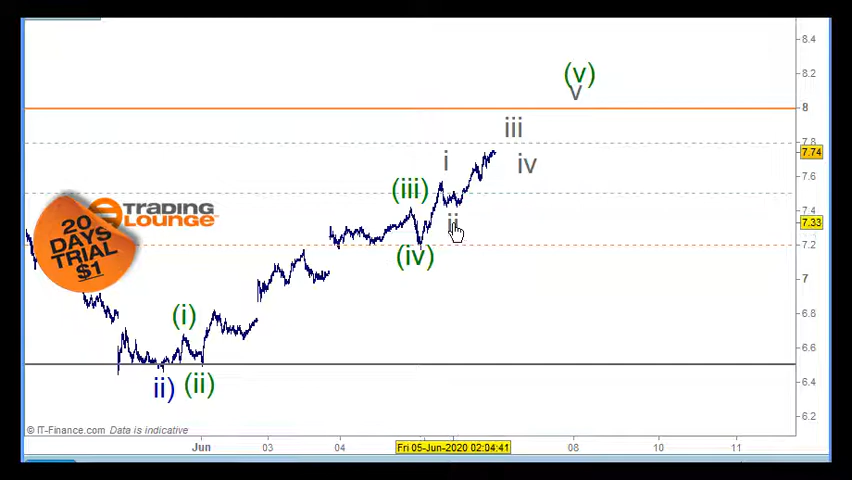 8.4
(v)
8.2
v
8
iii
7.8
7.74
i
iv
7.6
TRADING
LOUNGE
(iii)
7.4
20
DAYS
TRIAL
$1
ii
7.33
(iv)
7.2
7
(i)
6.8
6.6
ii)
(ii)
6.4
6.2
© IT-Finance.com Data is indicative
Jun
03
04
Fri 05-Jun-2020 02:04:41
08
10
11